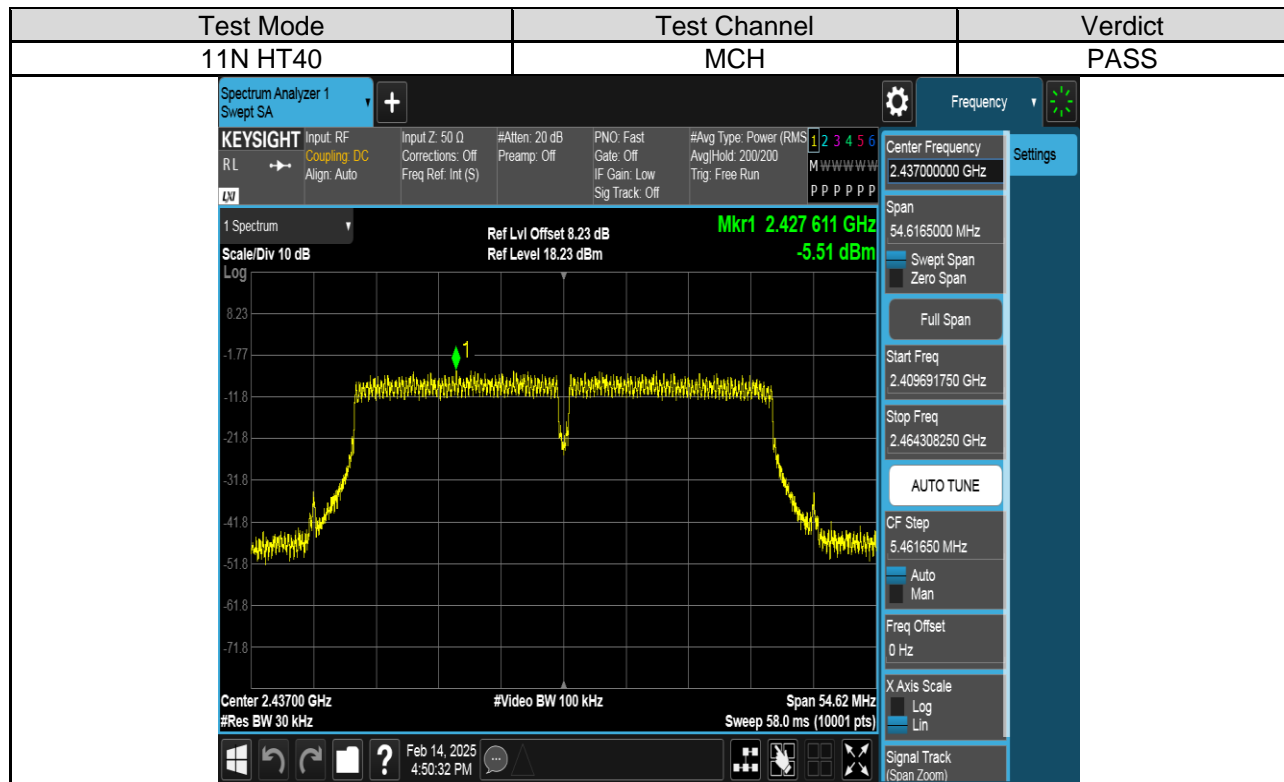 Test Mode Test Channel Verdict
11N HT40 MCH PASS
Spectrum Analyzer 1
Swept SA
+
Frequency
KEYSIGHT Input: RF Input Z: 50 Ω #Atten: 20 dB PNO: Fast #Avg Type: Power (RMS 1 2 3 4 5 6
RL Coupling: DC Corrections: Off Preamp: Off Gate: Off Avg|Hold: 200/200 M W W W W W
Align: Auto Freq Ref: Int (S) IF Gain: Low Trig: Free Run
LXI Sig Track: Off P P P P P P
1 Spectrum Ref Lvl Offset 8.23 dB Mkr1 2.427 611 GHz
Scale/Div 10 dB Ref Level 18.23 dBm -5.51 dBm
Log
8.23
-1.77
1
-11.8
-21.8
-31.8
-41.8
-51.8
-61.8
-71.8
Center 2.43700 GHz #Video BW 100 kHz Span 54.62 MHz
#Res BW 30 kHz Sweep 58.0 ms (10001 pts)
? Feb 14, 2025
4:50:32 PM
Center Frequency
2.437000000 GHz
Settings
Span
54.6165000 MHz
Swept Span
Zero Span
Full Span
Start Freq
2.409691750 GHz
Stop Freq
2.464308250 GHz
AUTO TUNE
CF Step
5.461650 MHz
Auto
Man
Freq Offset
0 Hz
X Axis Scale
Log
Lin
Signal Track
(Span Zoom)